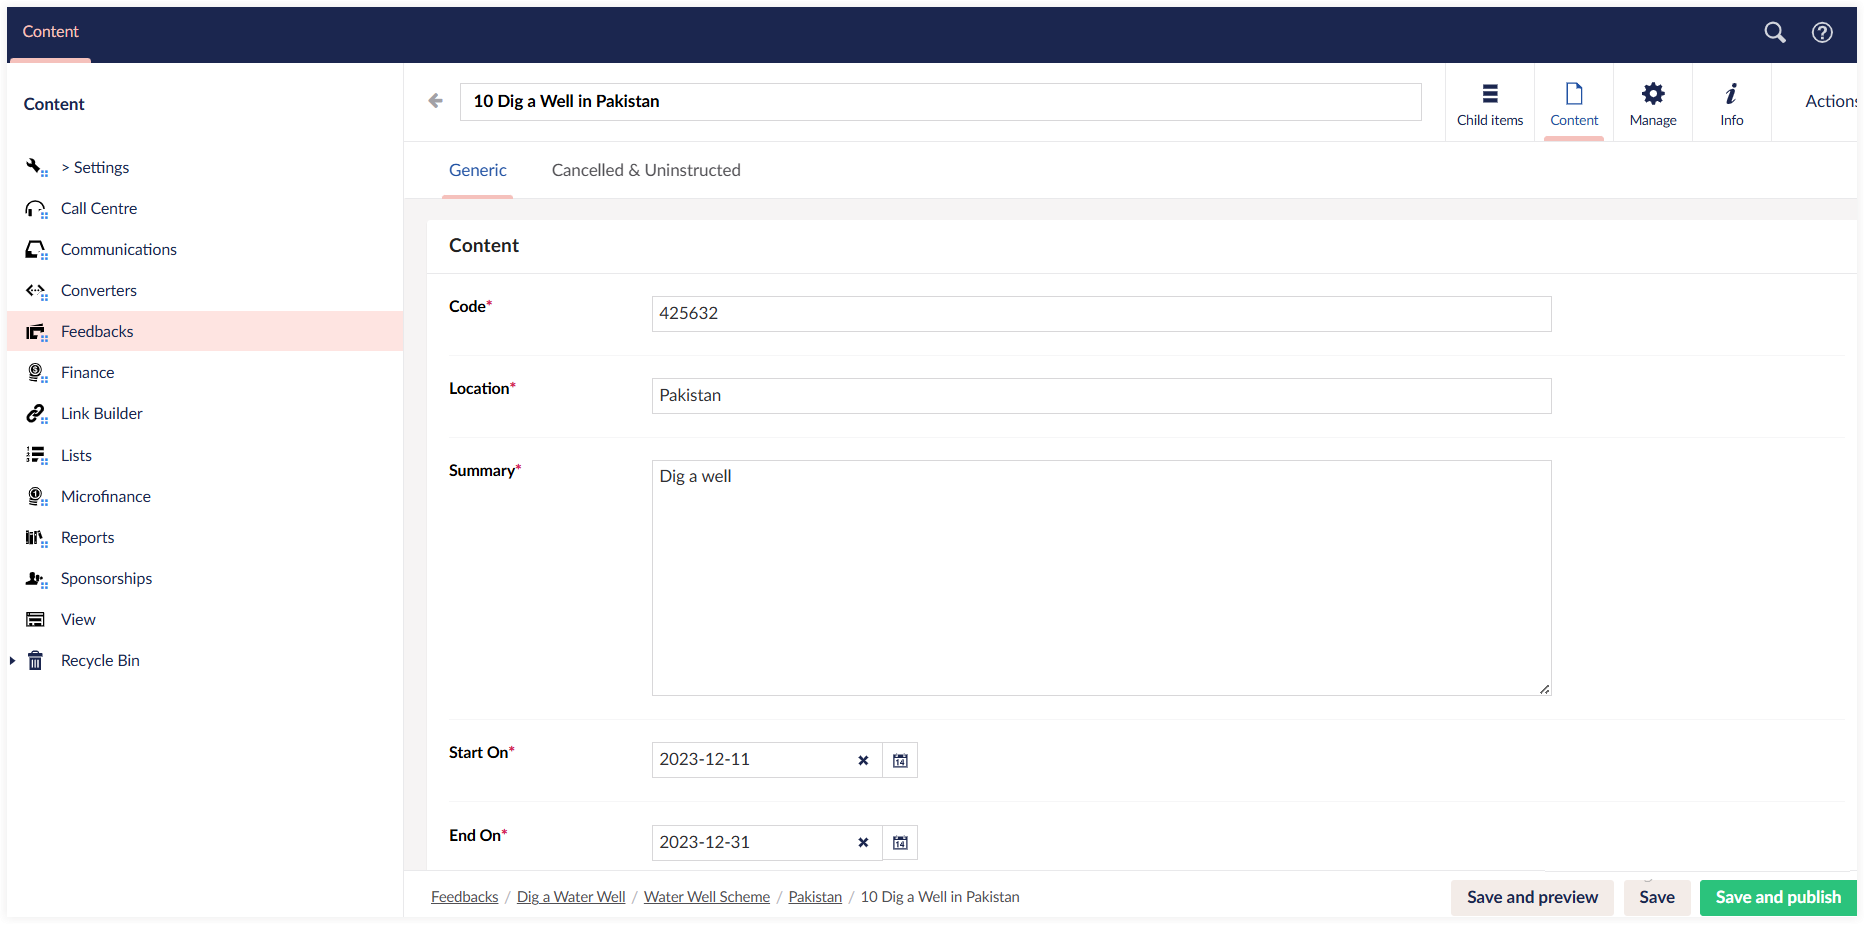 Content
Content
> Settings
Call Centre
Communications
Converters
Feedbacks
Finance
Link Builder
Lists
Microfinance
Reports
Sponsorships
View
Recycle Bin
10 Dig a Well in Pakistan
Child items
Content
Manage
Info
Actions
Generic
Cancelled & Uninstructed
Content
Code*
425632
Location*
Pakistan
Summary*
Dig a well
Start On*
2023-12-11
End On*
2023-12-31
Feedbacks / Dig a Water Well / Water Well Scheme / Pakistan / 10 Dig a Well in Pakistan
Save and preview
Save
Save and publish